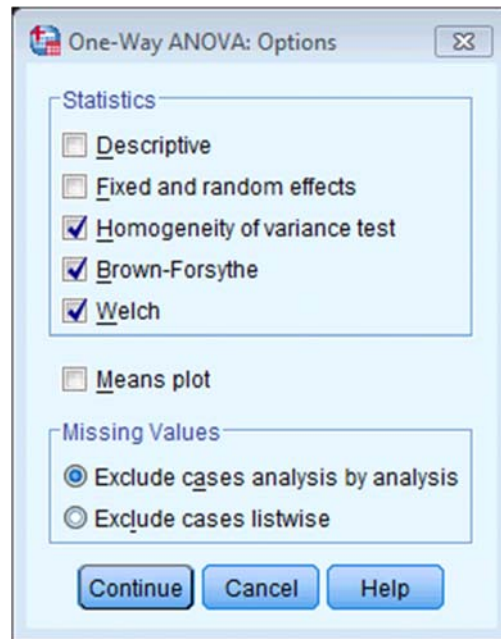 One-Way ANOVA: Options
Statistics
Descriptive
Fixed and random effects
Homogeneity of variance test
Brown-Forsythe
Welch
Means plot
Missing Values
Exclude cases analysis by analysis
Exclude cases listwise
Continue Cancel Help